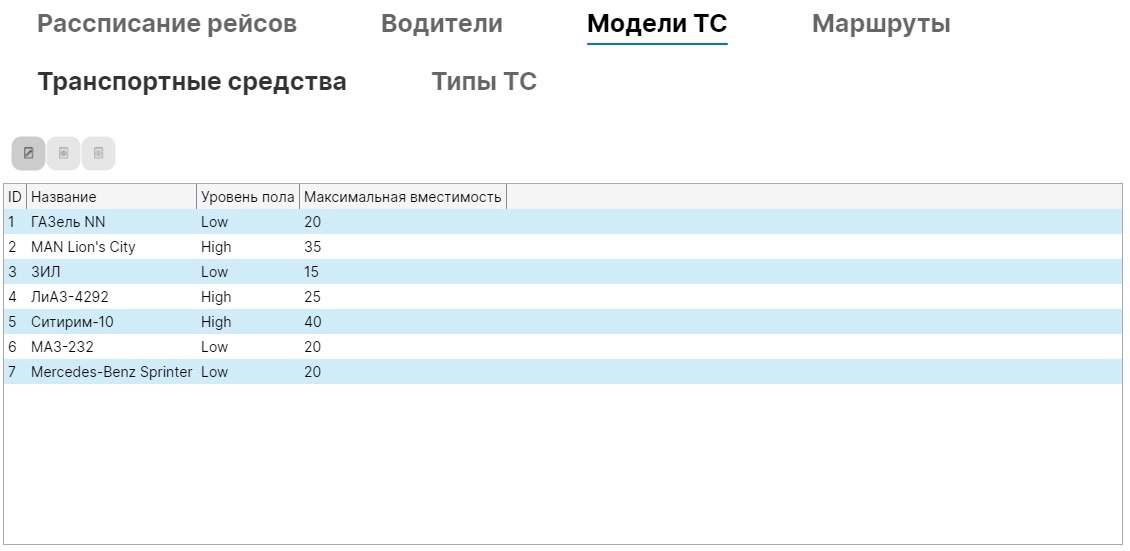 Рассписание рейсов Водители Модели ТС Маршруты
Транспортные средства Типы ТС
ID Название Уровень пола Максимальная вместимость
1 ГАЗель NN Low 20
2 MAN Lion's City High 35
3 ЗИЛ Low 15
4 ЛиАЗ-4292 High 25
5 Ситирим-10 High 40
6 МАЗ-232 Low 20
7 Mercedes-Benz Sprinter Low 20